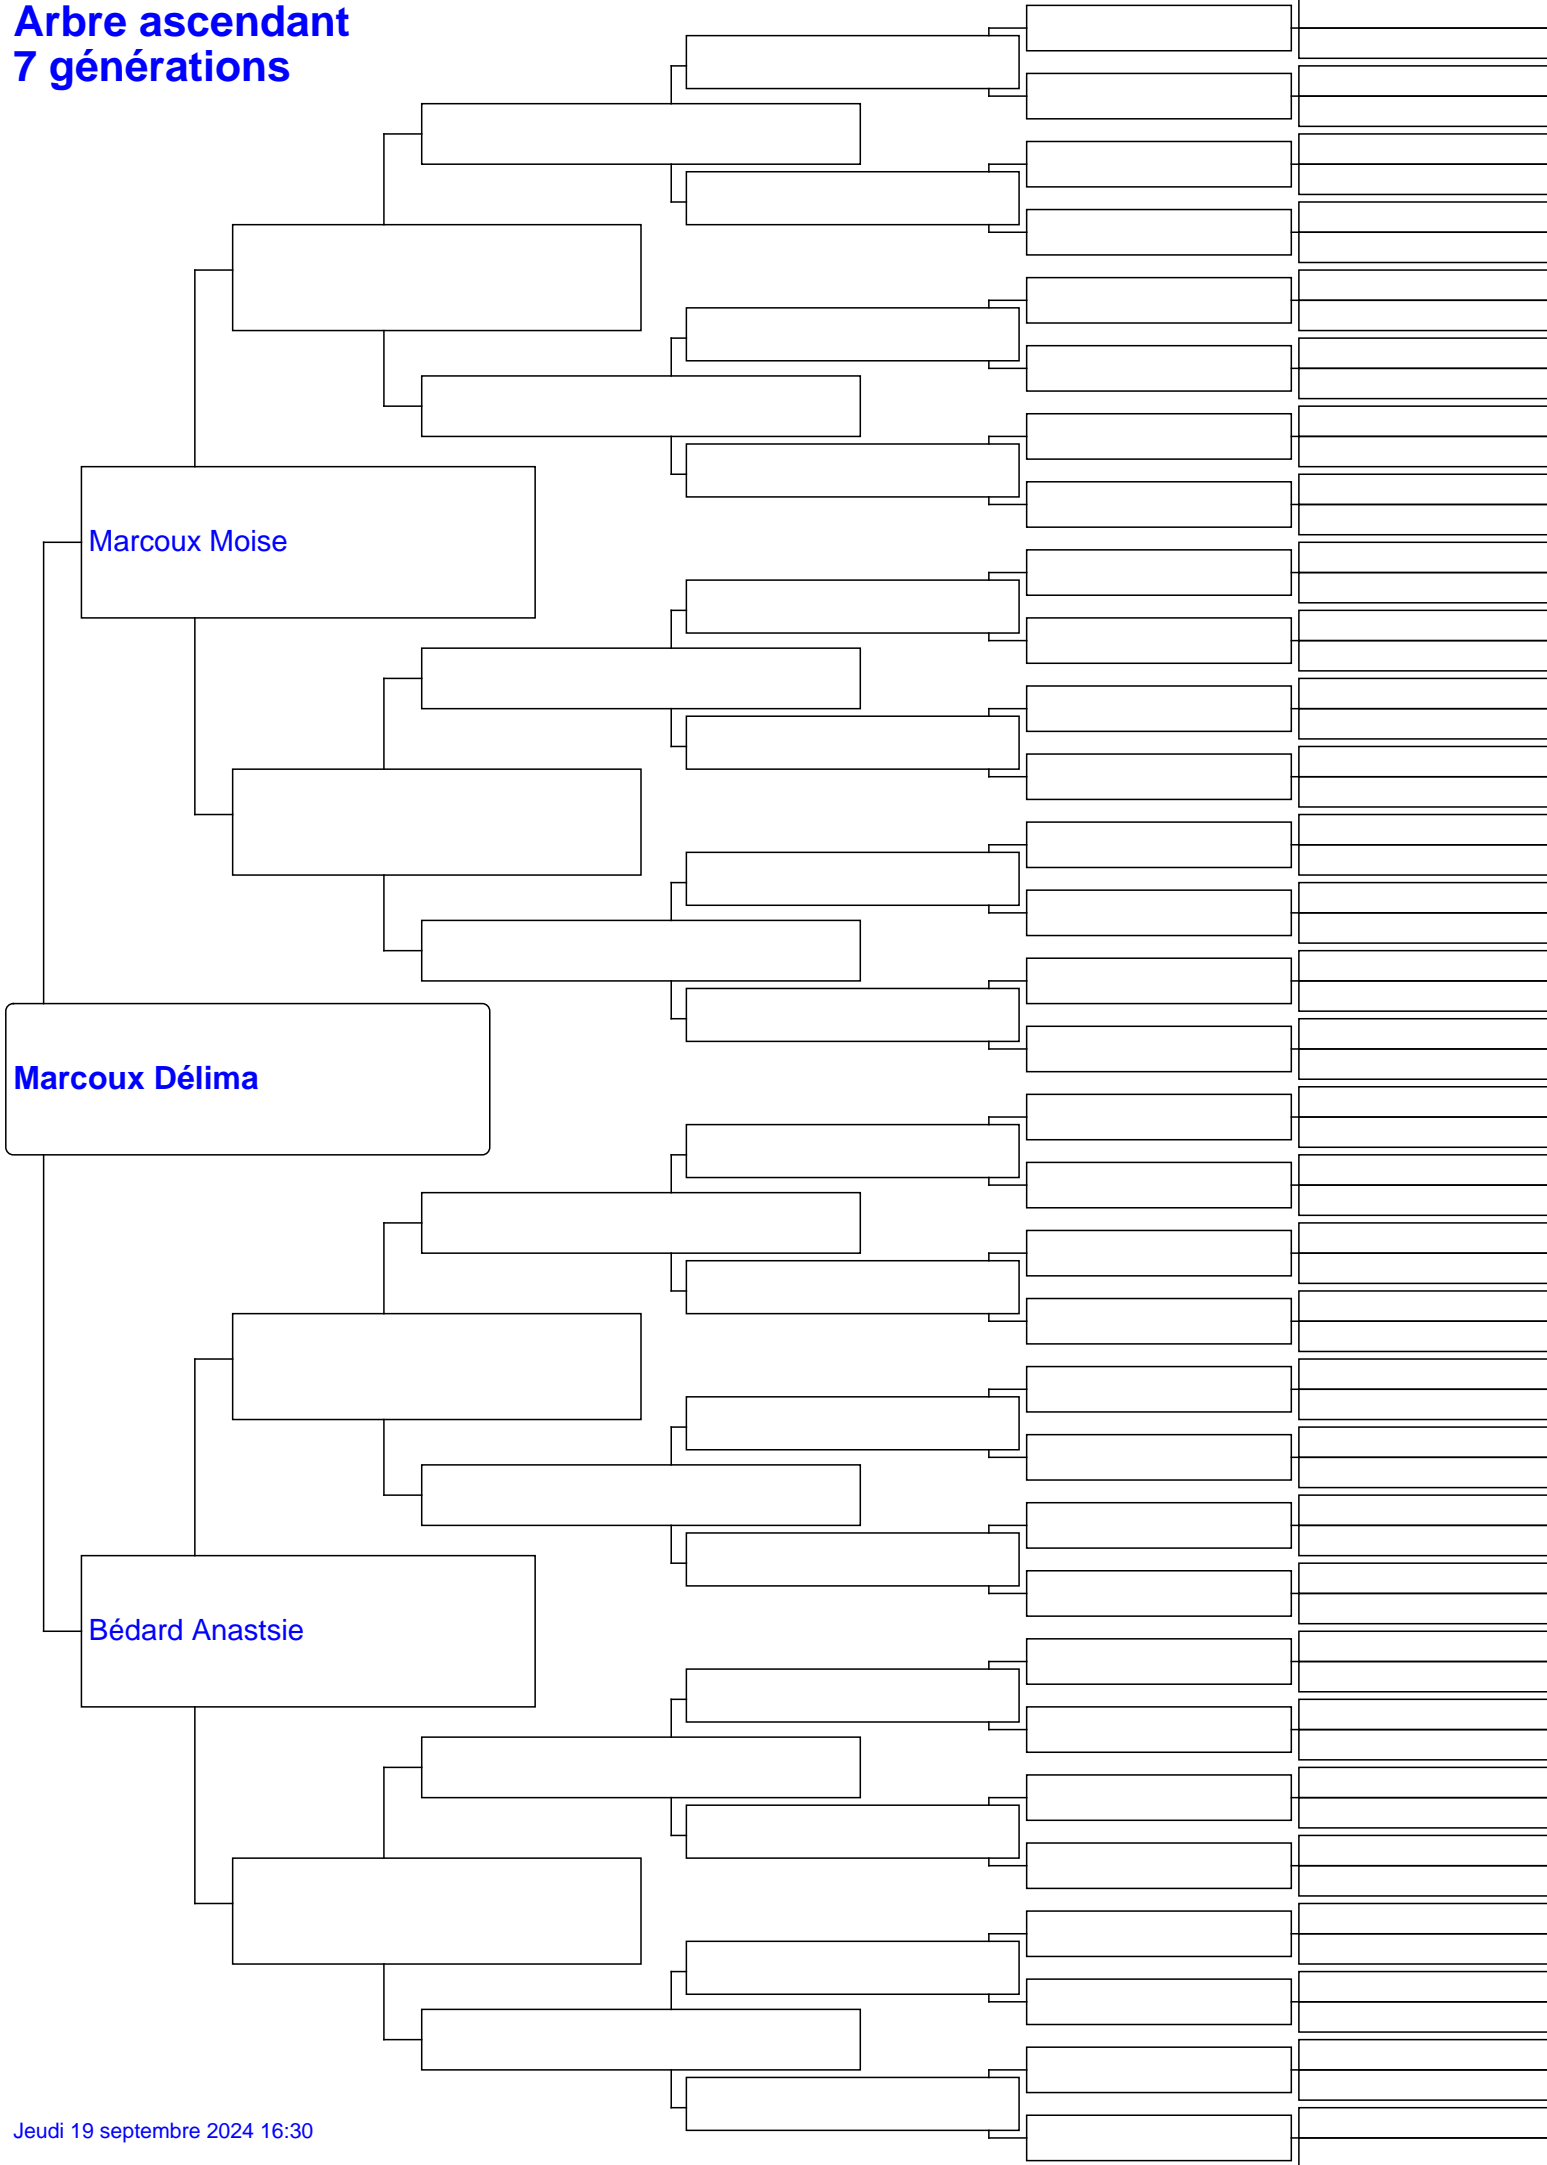 Arbre ascendant
7 générations
Marcoux Moise
Marcoux Délima
Bédard Anastsie
Jeudi 19 septembre 2024 16:30